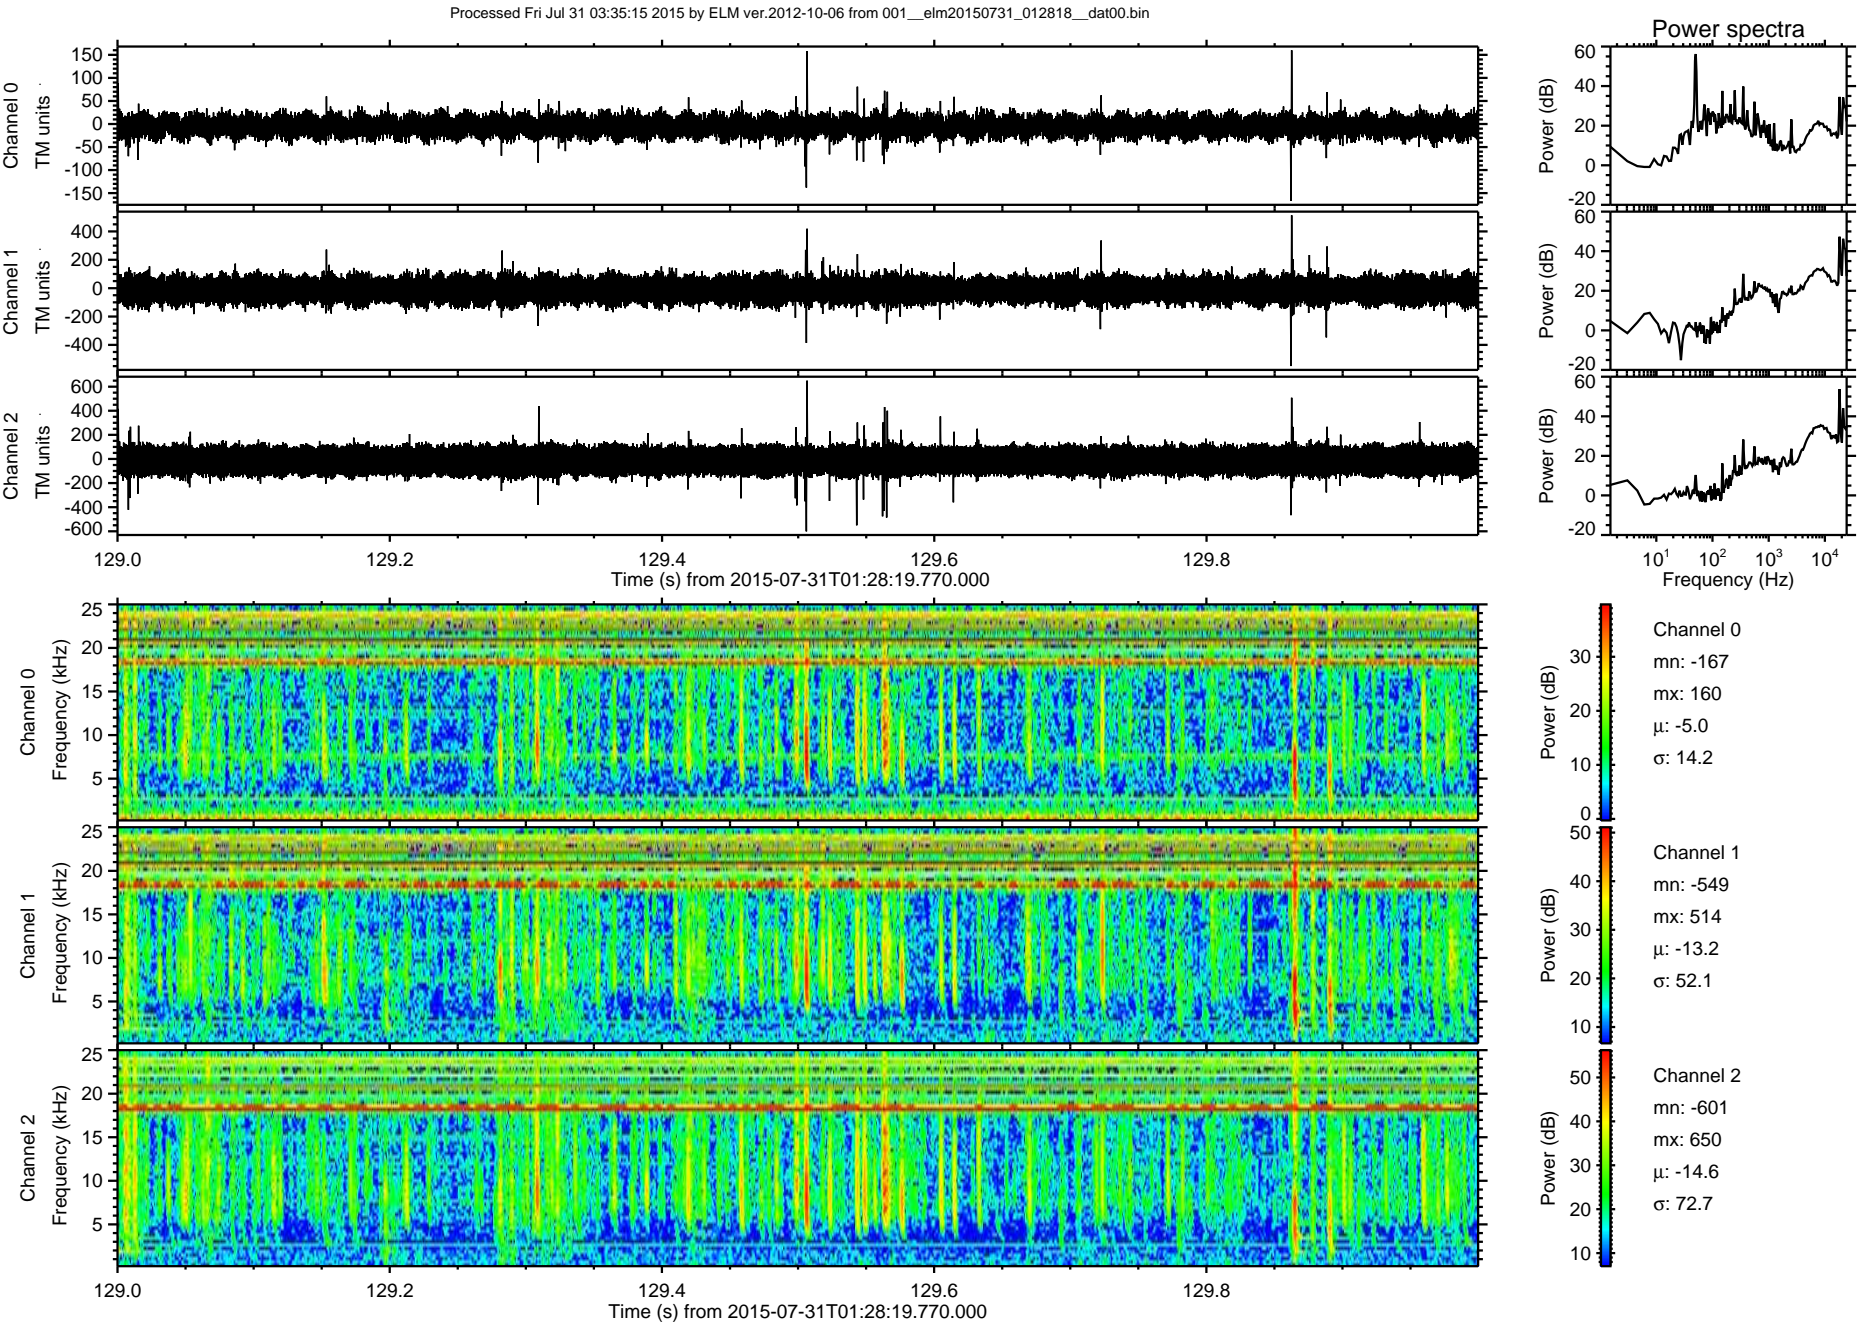 Processed Fri Jul 31 03:35:15 2015 by ELM ver.2012-10-06 from 001__elm20150731_012818__dat00.bin
Power spectra
Channel 0
TM units
150
100
50
0
-50
-100
-150
Power (dB)
60
40
20
0
-20
Channel 1
TM units
400
200
0
-200
-400
Power (dB)
60
40
20
0
-20
Channel 2
TM units
600
400
200
0
-200
-400
-600
Power (dB)
60
40
20
0
-20
129.0 129.2 129.4 129.6 129.8
Time (s) from 2015-07-31T01:28:19.770.000
10^1 10^2 10^3 10^4
Frequency (Hz)
Channel 0
Frequency (kHz)
25
20
15
10
5
Power (dB)
30
20
10
0
Channel 0
mn: -167
mx: 160
μ: -5.0
σ: 14.2
Channel 1
Frequency (kHz)
25
20
15
10
5
Power (dB)
50
40
30
20
10
Channel 1
mn: -549
mx: 514
μ: -13.2
σ: 52.1
Channel 2
Frequency (kHz)
25
20
15
10
5
Power (dB)
50
40
30
20
10
Channel 2
mn: -601
mx: 650
μ: -14.6
σ: 72.7
129.0 129.2 129.4 129.6 129.8
Time (s) from 2015-07-31T01:28:19.770.000